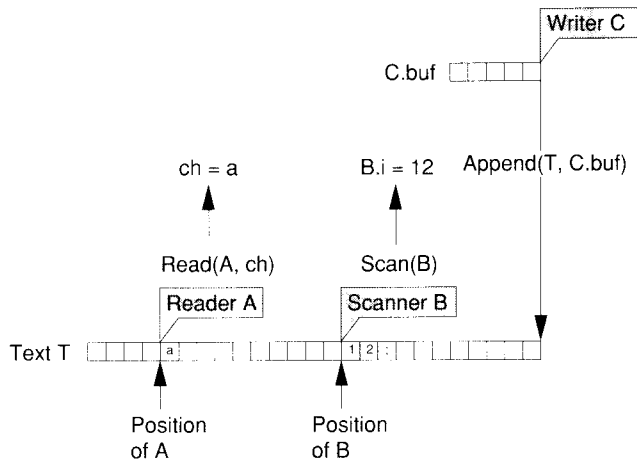 Writer C
C.buf
ch = a
B.i = 12
Append(T, C.buf)
Read(A, ch)
Scan(B)
Reader A
Scanner B
Text T
a
1 2 :
Position
of A
Position
of B